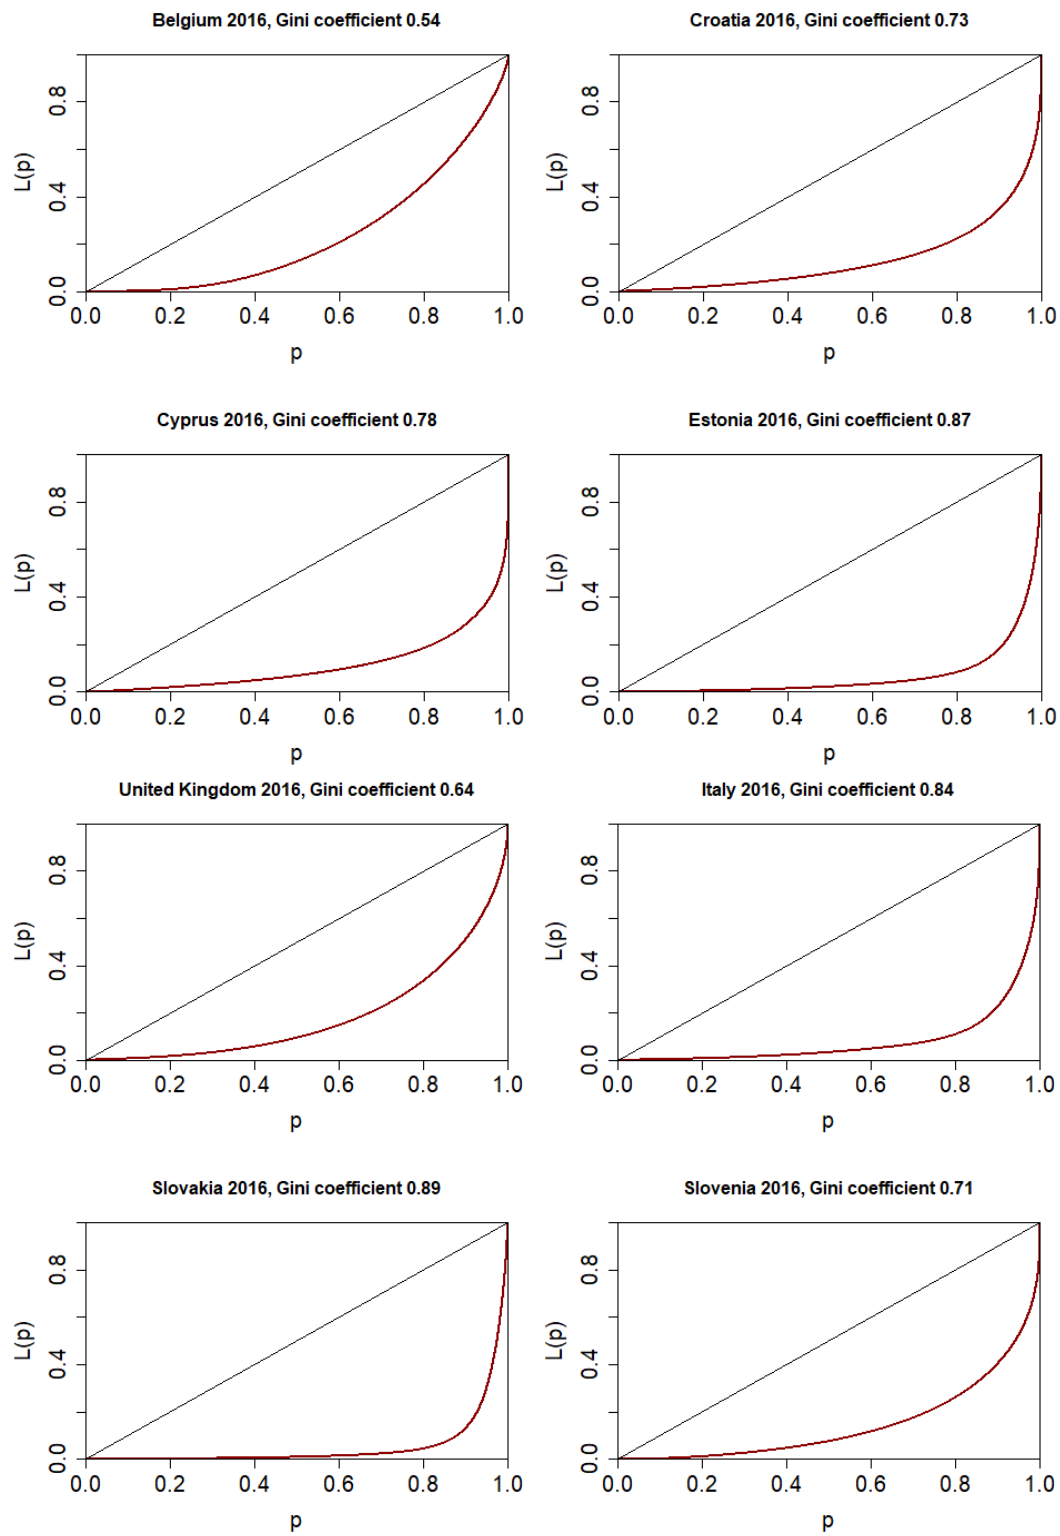 Belgium 2016, Gini coefficient 0.54
L(p)
0.8
0.4
0.0
0.0 0.2 0.4 0.6 0.8 1.0
p
Croatia 2016, Gini coefficient 0.73
L(p)
0.8
0.4
0.0
0.0 0.2 0.4 0.6 0.8 1.0
p
Cyprus 2016, Gini coefficient 0.78
L(p)
0.8
0.4
0.0
0.0 0.2 0.4 0.6 0.8 1.0
p
Estonia 2016, Gini coefficient 0.87
L(p)
0.8
0.4
0.0
0.0 0.2 0.4 0.6 0.8 1.0
p
United Kingdom 2016, Gini coefficient 0.64
L(p)
0.8
0.4
0.0
0.0 0.2 0.4 0.6 0.8 1.0
p
Italy 2016, Gini coefficient 0.84
L(p)
0.8
0.4
0.0
0.0 0.2 0.4 0.6 0.8 1.0
p
Slovakia 2016, Gini coefficient 0.89
L(p)
0.8
0.4
0.0
0.0 0.2 0.4 0.6 0.8 1.0
p
Slovenia 2016, Gini coefficient 0.71
L(p)
0.8
0.4
0.0
0.0 0.2 0.4 0.6 0.8 1.0
p